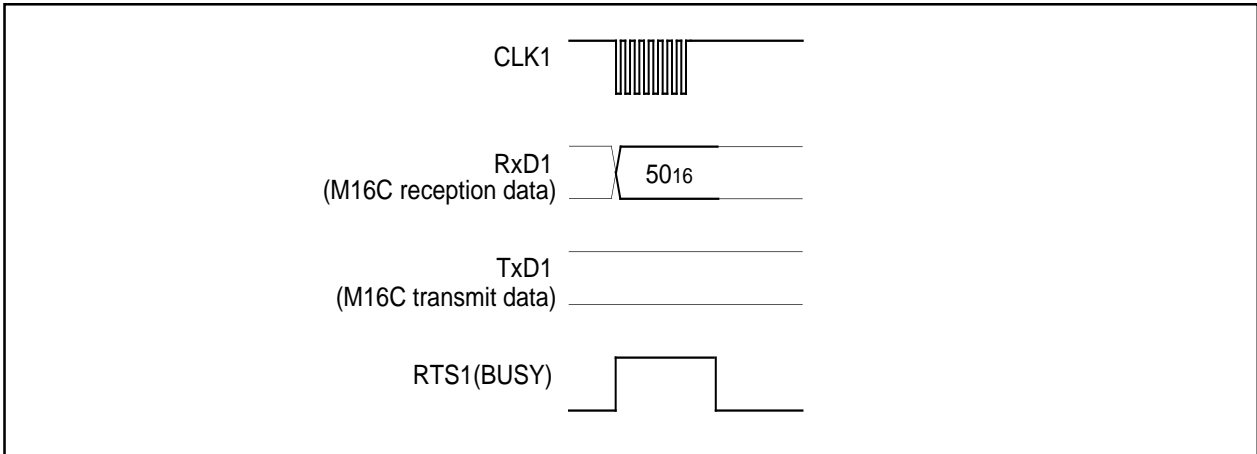 CLK1
RxD1
(M16C reception data)
5016
TxD1
(M16C transmit data)
RTS1(BUSY)